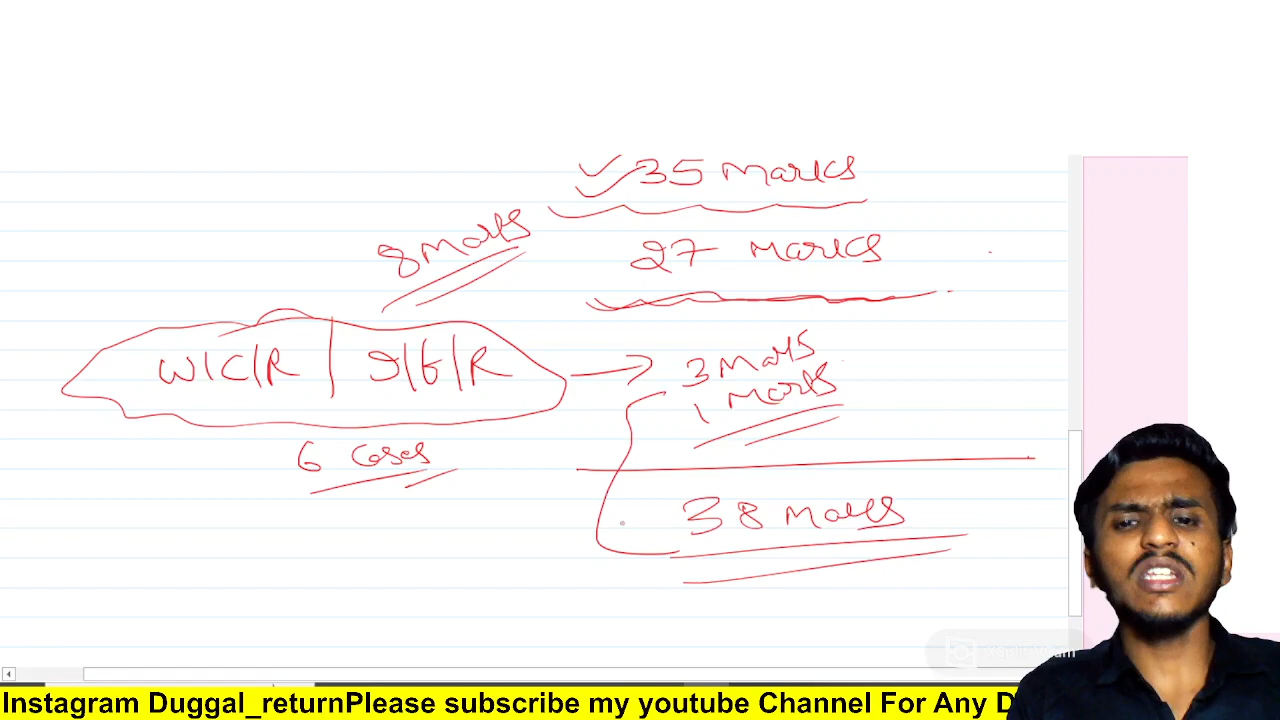 35 Marks
27 Marks
8 Marks
W/C/R
/R
3 Marks
1 Marks
6 Cases
38 Marks
Instagram Duggal_returnPlease subscribe my youtube Channel For Any D